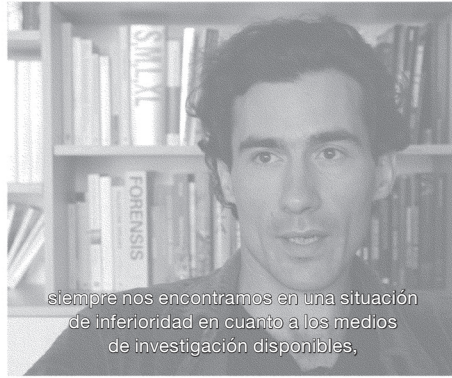 S,M,L,XL
FORENSIS
siempre nos encontramos en una situación
de inferioridad en cuanto a los medios
de investigación disponibles,